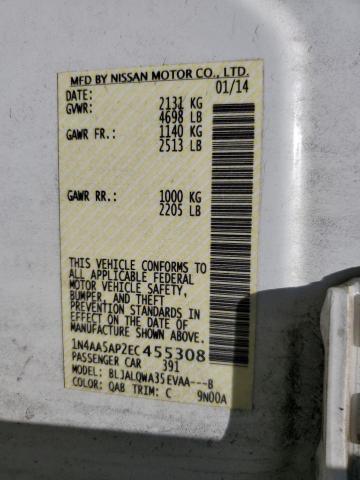 MFD BY NISSAN MOTOR CO., LTD.
DATE: 01/14
GVWR: 2131 KG
4698 LB
GAWR FR.: 1140 KG
2513 LB
GAWR RR.: 1000 KG
2205 LB
THIS VEHICLE CONFORMS TO
ALL APPLICABLE FEDERAL
MOTOR VEHICLE SAFETY,
BUMPER, AND THEFT
PREVENTION STANDARDS
IN EFFECT ON THE DATE OF
MANUFACTURE SHOWN ABOVE.
1N4AA5AP2EC455308
PASSENGER CAR 391
MODEL: BLJALQWA35EVAA---B
COLOR: QAB TRIM: C 9N00A